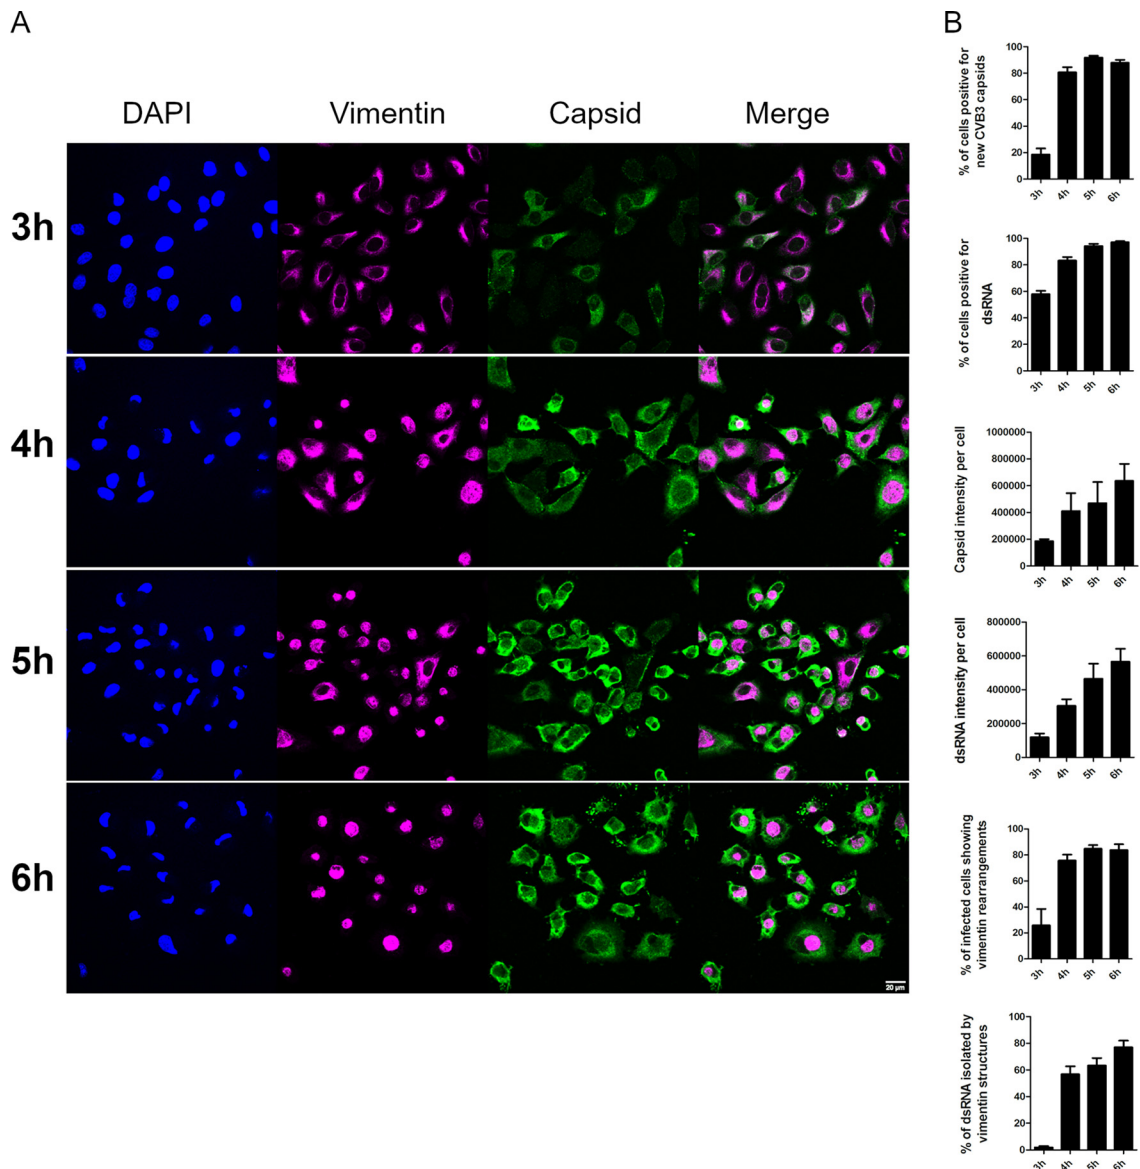 A
B
DAPI
Vimentin
Capsid
Merge
3h
4h
5h
6h
20 µm
% of cells positive for
new CVB3 capsids
100
80
60
40
20
0
3h
4h
5h
6h
% of cells positive for
dsRNA
100
80
60
40
20
0
3h
4h
5h
6h
Capsid intensity per cell
1000000
800000
600000
400000
200000
0
3h
4h
5h
6h
dsRNA intensity per cell
800000
600000
400000
200000
0
3h
4h
5h
6h
% of infected cells showing
vimentin rearrangements
100
80
60
40
20
0
3h
4h
5h
6h
% of dsRNA isolated by
vimentin structures
100
80
60
40
20
0
3h
4h
5h
6h